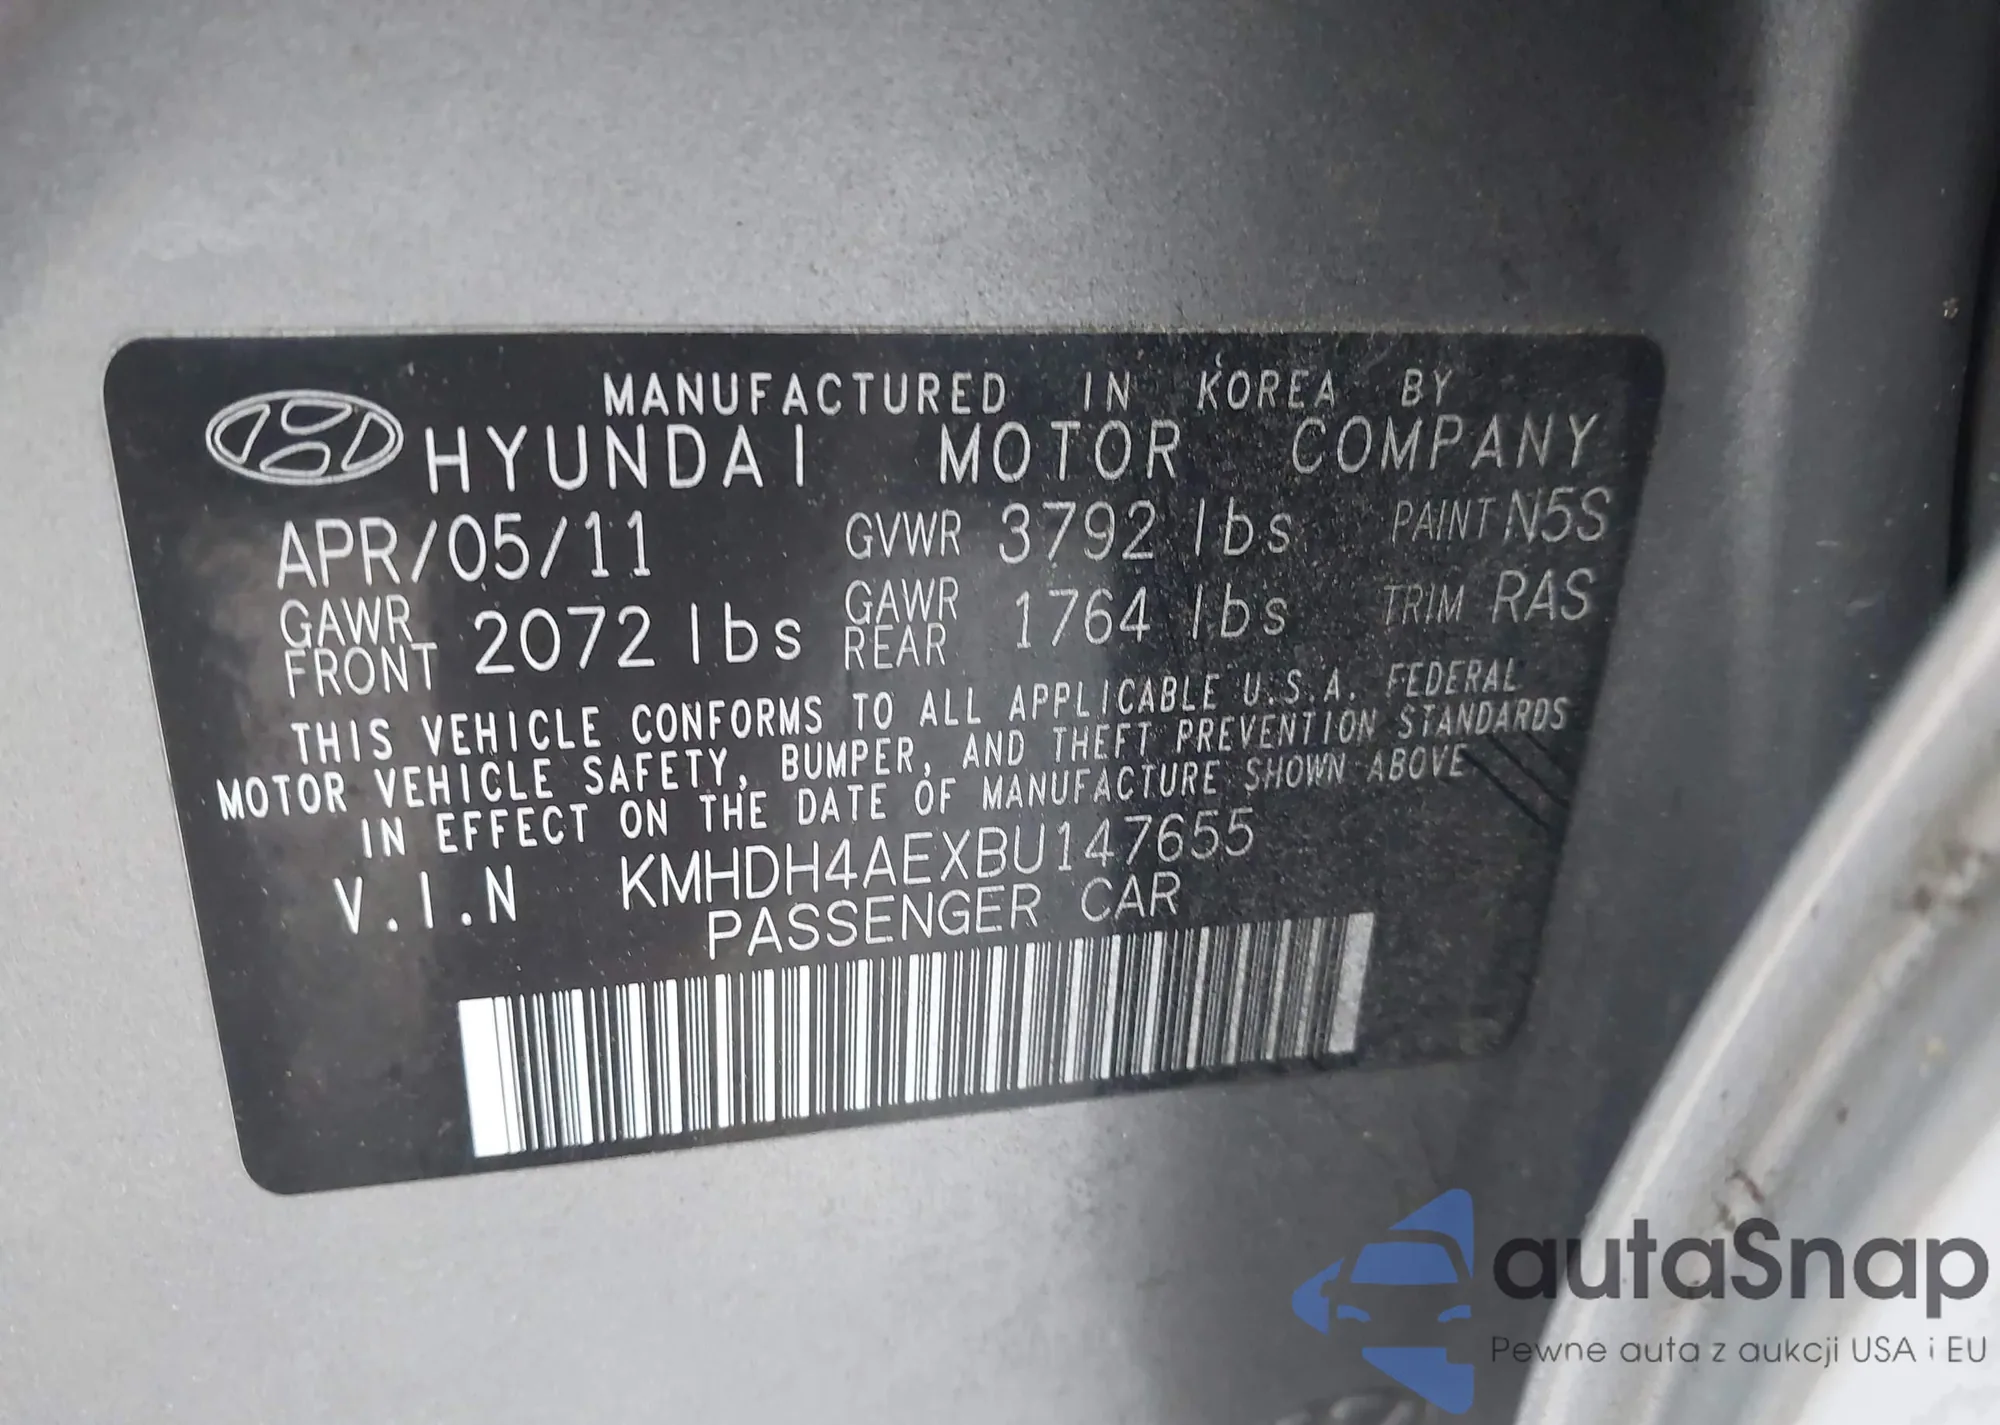 MANUFACTURED IN KOREA BY
HYUNDAI MOTOR COMPANY
APR/05/11 GVWR 3792 lbs PAINT N5S
GAWR FRONT 2072 lbs GAWR REAR 1764 lbs TRIM RAS
THIS VEHICLE CONFORMS TO ALL APPLICABLE U.S.A. FEDERAL
MOTOR VEHICLE SAFETY, BUMPER, AND THEFT PREVENTION STANDARDS
IN EFFECT ON THE DATE OF MANUFACTURE SHOWN ABOVE
V.I.N KMHDH4AEXBU147655
PASSENGER CAR
autaSnap
Pewne auta z aukcji USA i EU